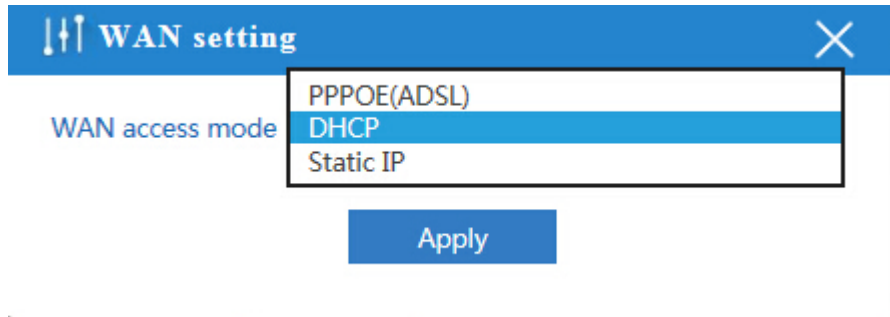 WAN setting
PPPOE(ADSL)
WAN access mode DHCP
Static IP
Apply